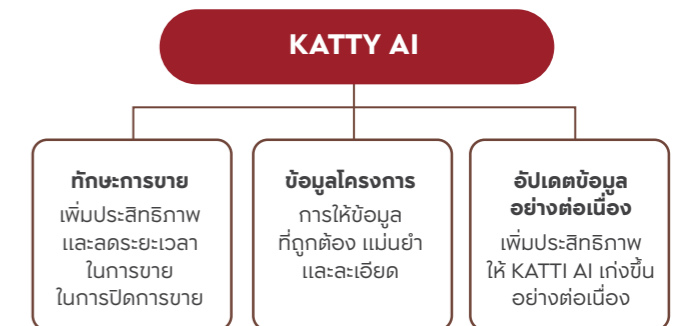 KATTY AI
ทักษะการขาย
เพิ่มประสิทธิภาพ
และลดระยะเวลา
ในการขาย
ในการปิดการขาย
ข้อมูลโครงการ
การให้ข้อมูล
ที่ถูกต้อง แม่นยำ
และละเอียด
อัปเดตข้อมูล
อย่างต่อเนื่อง
เพิ่มประสิทธิภาพ
ให้ KATTI AI เก่งขึ้น
อย่างต่อเนื่อง